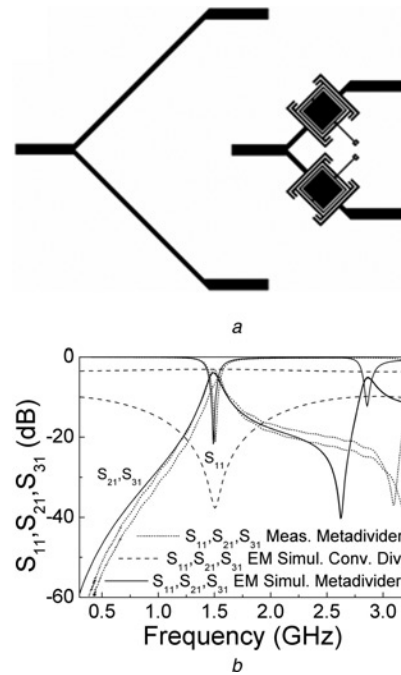 a
0
-20
-40
-60
S11,S21,S31 (dB)
S21,S31
S11
S11,S21,S31 Meas. Metadivider
S11,S21,S31 EM Simul. Conv. Div
S11,S21,S31 EM Simul. Metadivider
0.5 1.0 1.5 2.0 2.5 3.0
Frequency (GHz)
b